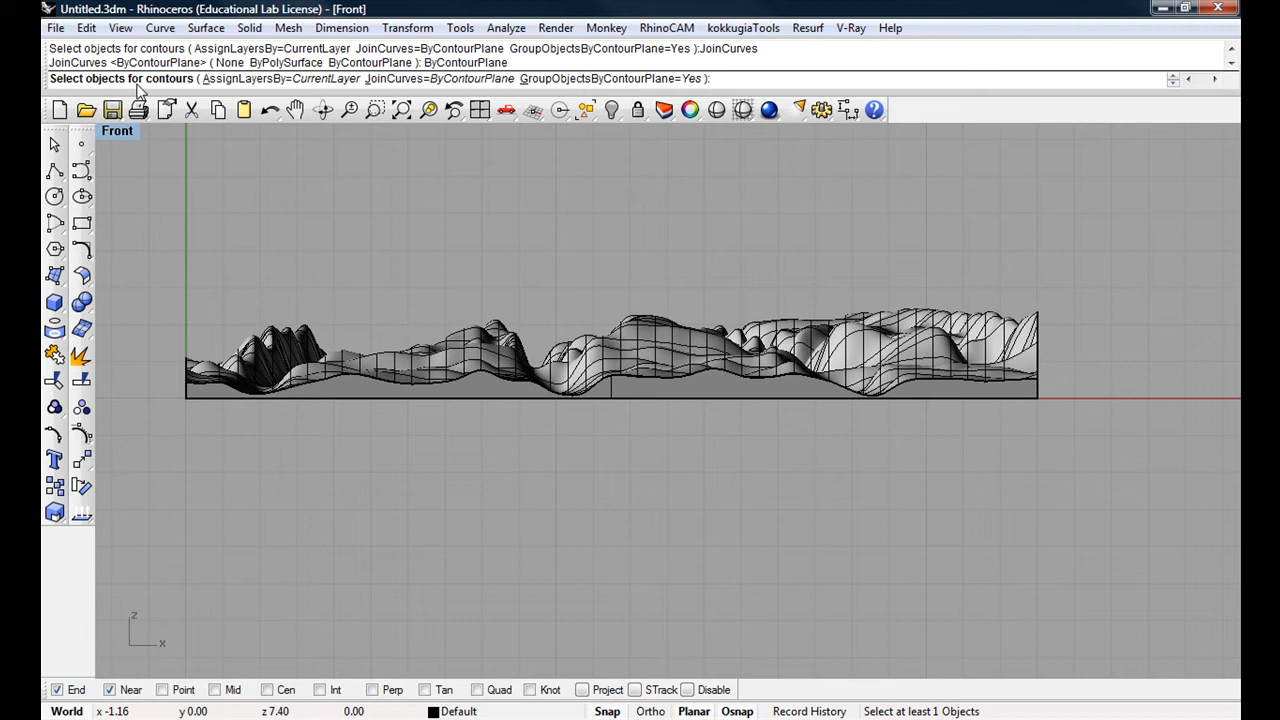 Untitled.3dm - Rhinoceros (Educational Lab License) - [Front]
File Edit View Curve Surface Solid Mesh Dimension Transform Tools Analyze Render Monkey RhinoCAM kokkugiaTools Resurf V-Ray Help
Select objects for contours ( AssignLayersBy=CurrentLayer JoinCurves=ByContourPlane GroupObjectsByContourPlane=Yes ):JoinCurves
JoinCurves <ByContourPlane> ( None ByPolySurface ByContourPlane ): ByContourPlane
Select objects for contours ( AssignLayersBy=CurrentLayer JoinCurves=ByContourPlane GroupObjectsByContourPlane=Yes ):
Front
z
x
End Near Point Mid Cen Int Perp Tan Quad Knot Project STrack Disable
World x -1.16 y 0.00 z 7.40 0.00 Default Snap Ortho Planar Osnap Record History Select at least 1 Objects